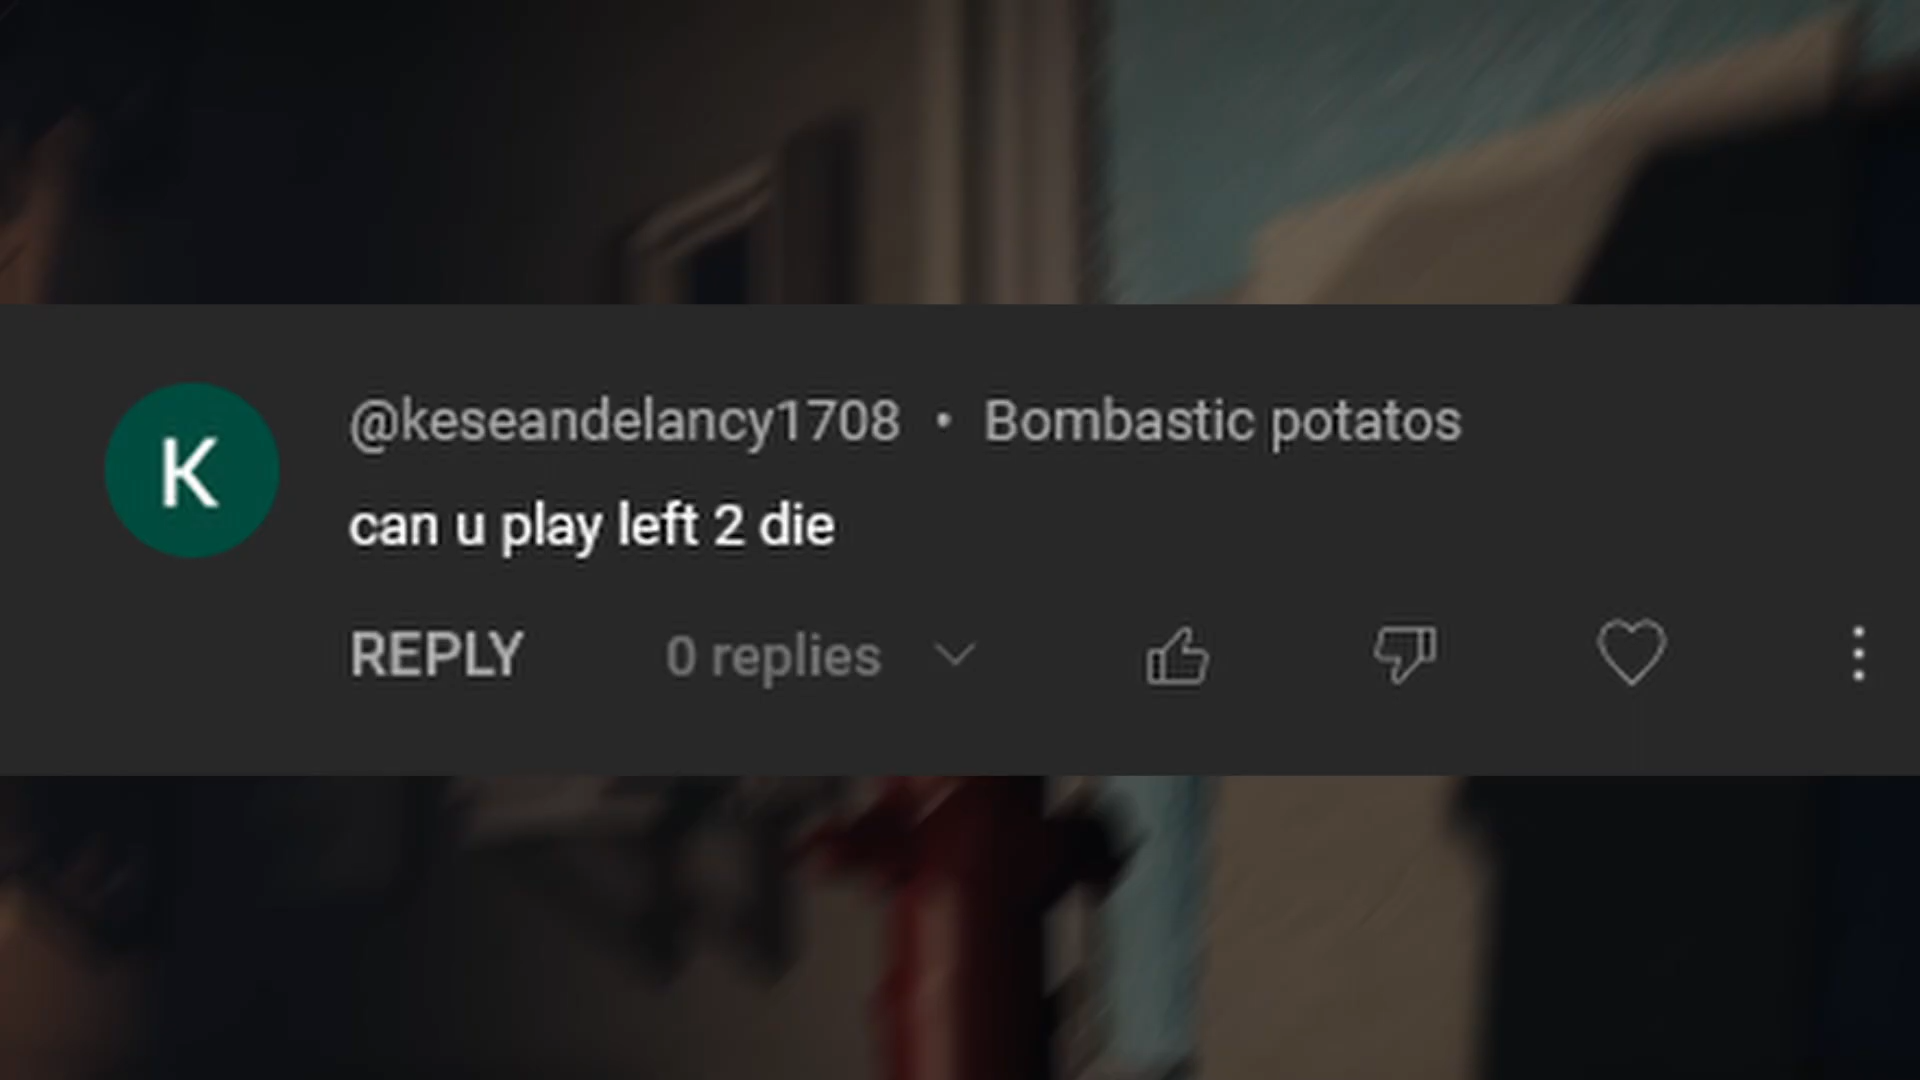 K
@keseandelancy1708 • Bombastic potatos
can u play left 2 die
REPLY 0 replies